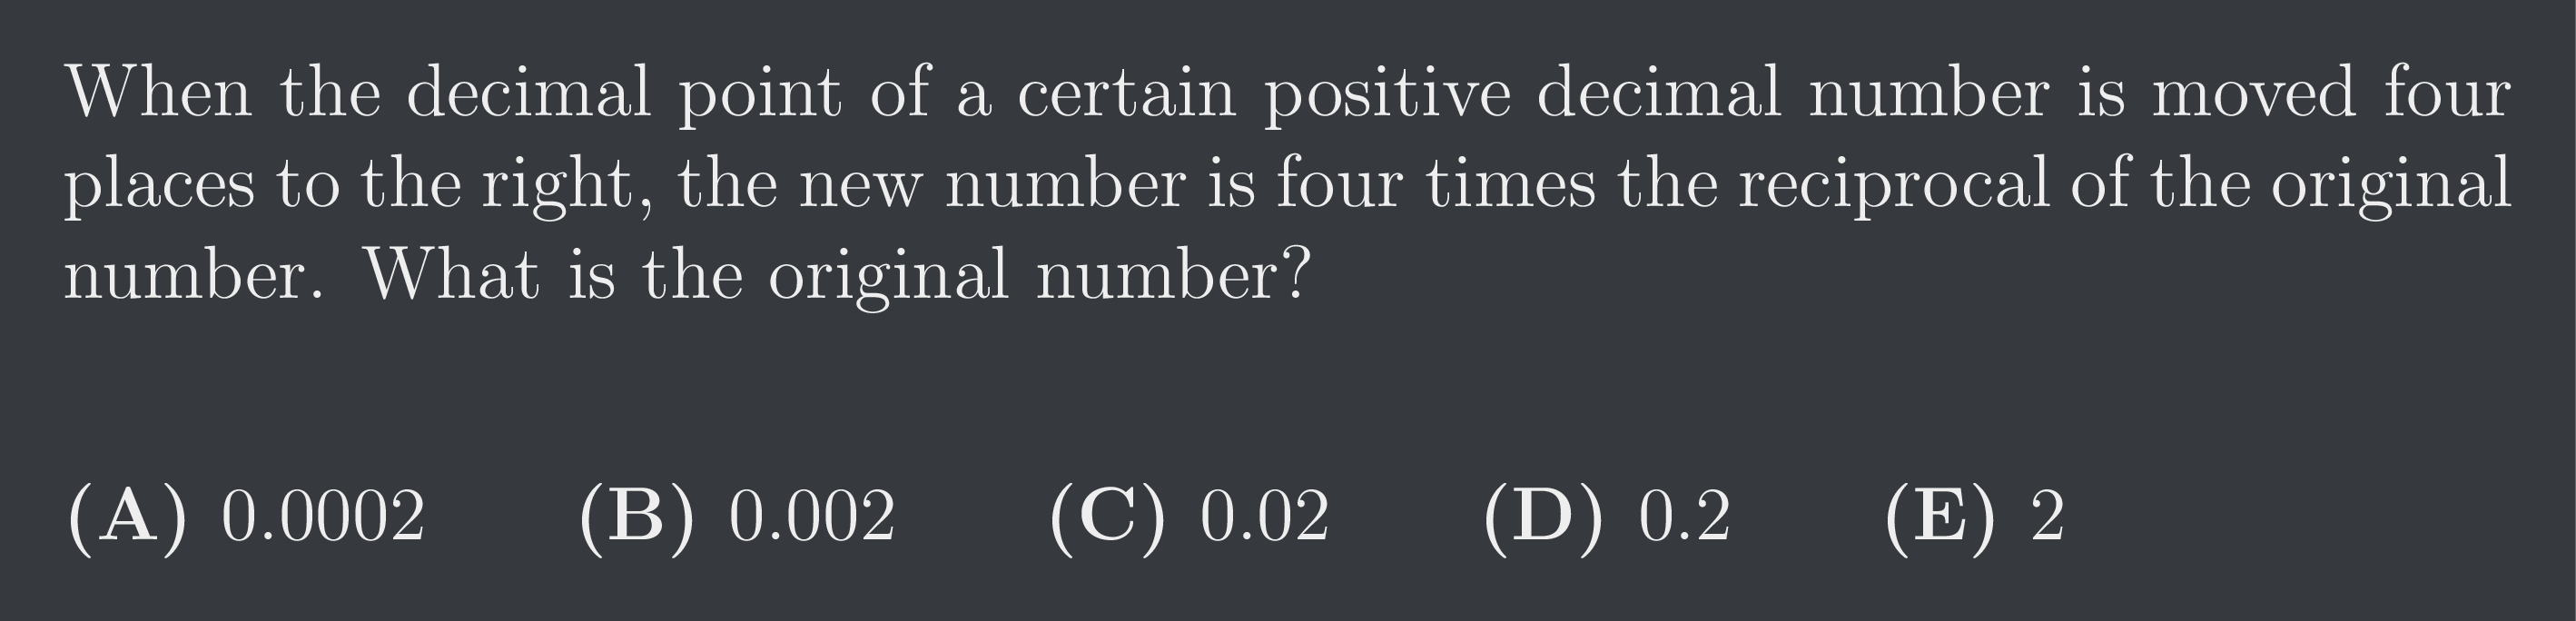 When the decimal point of a certain positive decimal number is moved four
places to the right, the new number is four times the reciprocal of the original
number. What is the original number?
(A) 0.0002 (B) 0.002 (C) 0.02 (D) 0.2 (E) 2